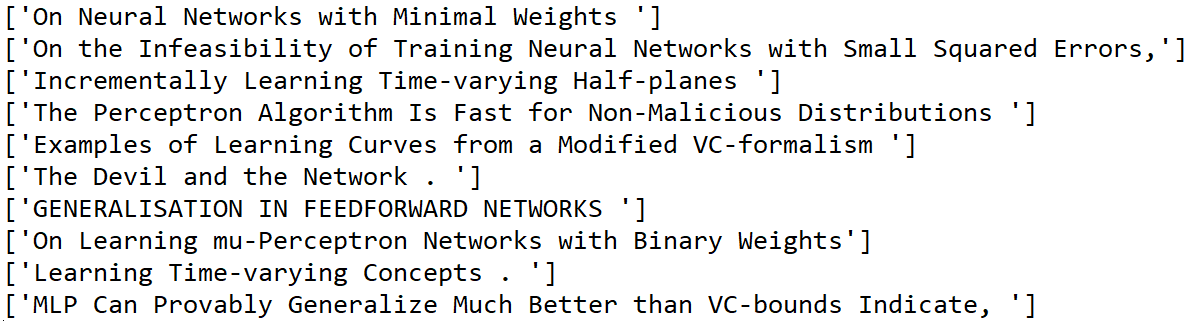 ['On Neural Networks with Minimal Weights ']
['On the Infeasibility of Training Neural Networks with Small Squared Errors,']
['Incrementally Learning Time-varying Half-planes ']
['The Perceptron Algorithm Is Fast for Non-Malicious Distributions ']
['Examples of Learning Curves from a Modified VC-formalism ']
['The Devil and the Network . ']
['GENERALISATION IN FEEDFORWARD NETWORKS ']
['On Learning mu-Perceptron Networks with Binary Weights']
['Learning Time-varying Concepts . ']
['MLP Can Provably Generalize Much Better than VC-bounds Indicate, ']